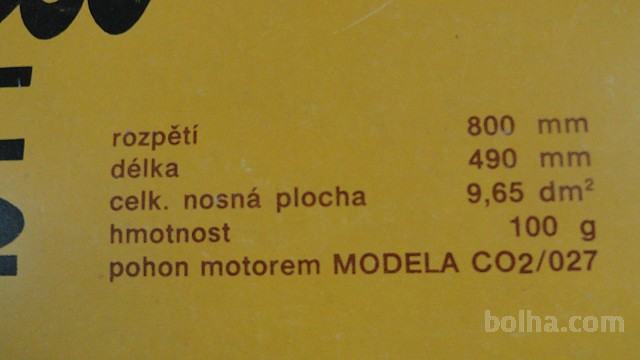 rozpětí 800 mm
délka 490 mm
celk. nosná plocha 9,65 dm²
hmotnost 100 g
pohon motorem MODELA CO2/027
bolha.com